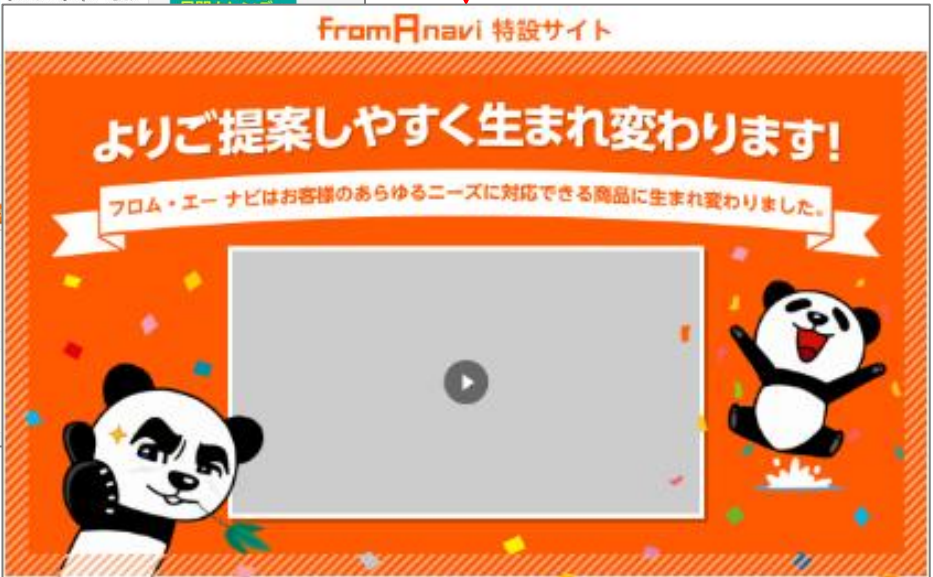 fromAnavi 特設サイト
よりご提案しやすく生まれ変わります!
フロム・エー ナビはお客様のあらゆるニーズに対応できる商品に生まれ変わりました。